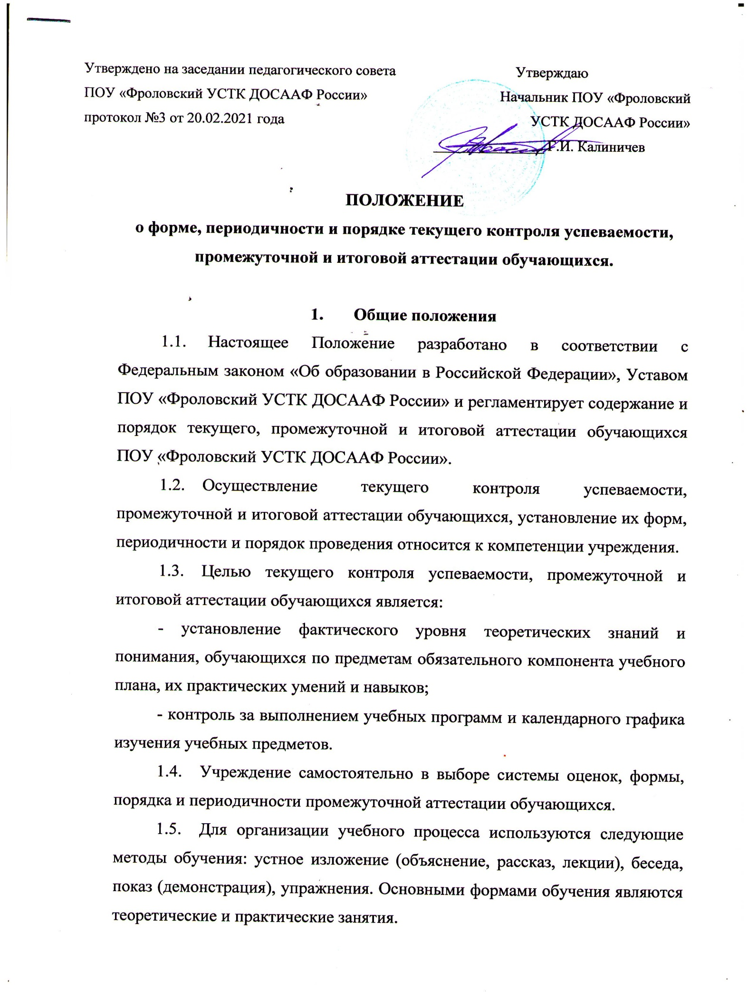 Утверждено на заседании педагогического совета
ПОУ «Фроловский УСТК ДОСААФ России»
протокол №3 от 20.02.2021 года
Утверждаю
Начальник ПОУ «Фроловский
УСТК ДОСААФ России»
Г.И. Калиничев
ПОЛОЖЕНИЕ
о форме, периодичности и порядке текущего контроля успеваемости,
промежуточной и итоговой аттестации обучающихся.
1. Общие положения
1.1. Настоящее Положение разработано в соответствии с
Федеральным законом «Об образовании в Российской Федерации», Уставом
ПОУ «Фроловский УСТК ДОСААФ России» и регламентирует содержание и
порядок текущего, промежуточной и итоговой аттестации обучающихся
ПОУ «Фроловский УСТК ДОСААФ России».
1.2. Осуществление текущего контроля успеваемости,
промежуточной и итоговой аттестации обучающихся, установление их форм,
периодичности и порядок проведения относится к компетенции учреждения.
1.3. Целью текущего контроля успеваемости, промежуточной и
итоговой аттестации обучающихся является:
- установление фактического уровня теоретических знаний и
понимания, обучающихся по предметам обязательного компонента учебного
плана, их практических умений и навыков;
- контроль за выполнением учебных программ и календарного графика
изучения учебных предметов.
1.4. Учреждение самостоятельно в выборе системы оценок, формы,
порядка и периодичности промежуточной аттестации обучающихся.
1.5. Для организации учебного процесса используются следующие
методы обучения: устное изложение (объяснение, рассказ, лекции), беседа,
показ (демонстрация), упражнения. Основными формами обучения являются
теоретические и практические занятия.